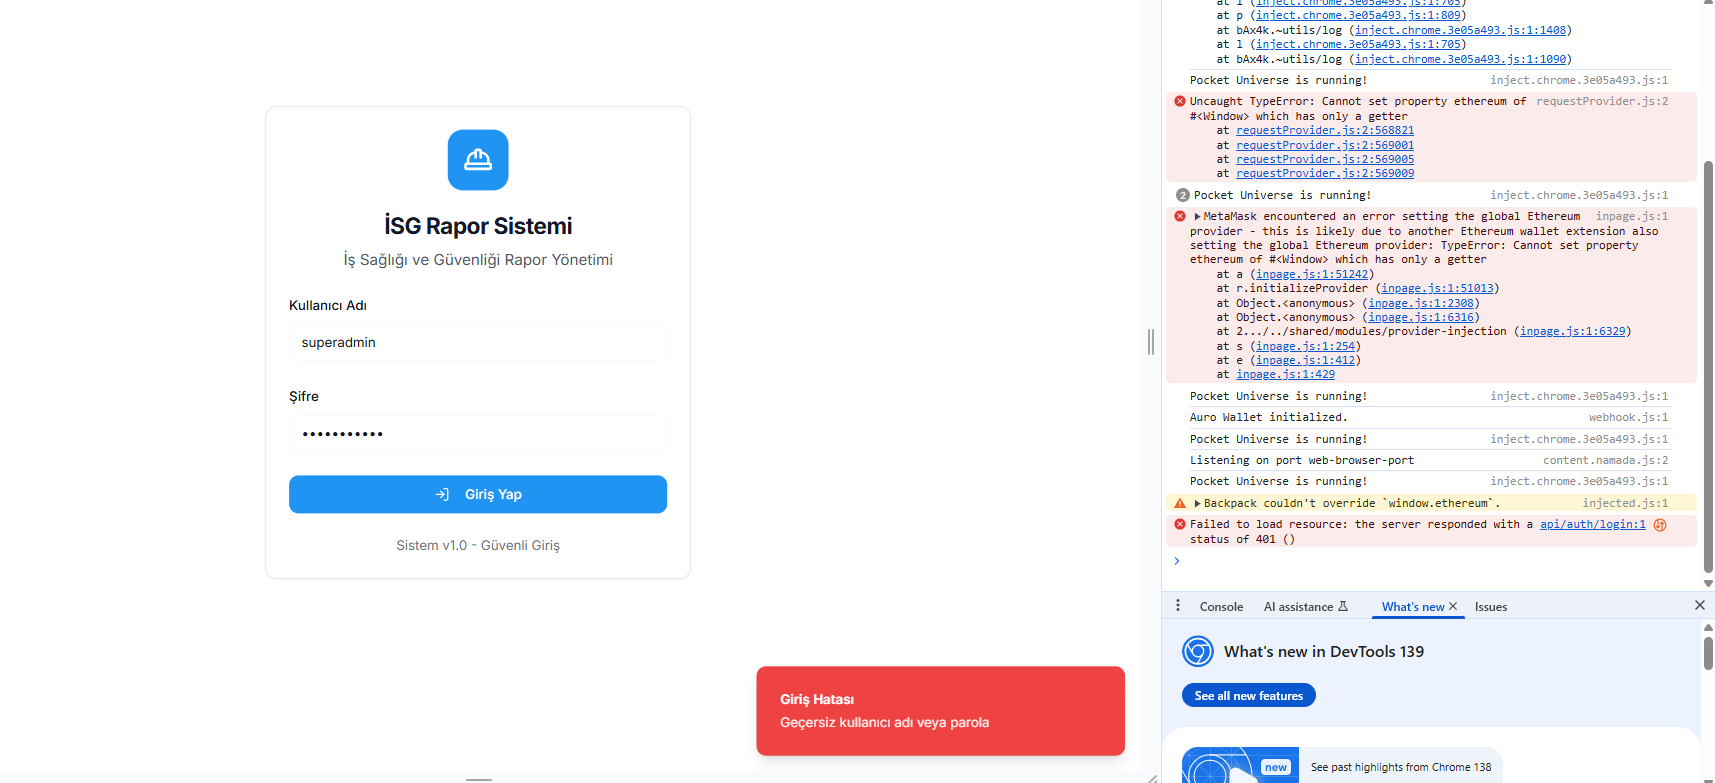 İSG Rapor Sistemi
İş Sağlığı ve Güvenliği Rapor Yönetimi
Kullanıcı Adı
superadmin
Şifre
•••••••••••
Giriş Yap
Sistem v1.0 - Güvenli Giriş
Giriş Hatası
Geçersiz kullanıcı adı veya parola
at l (inject.chrome.3e05a493.js:1:705)
at p (inject.chrome.3e05a493.js:1:809)
at bAx4k.~utils/log (inject.chrome.3e05a493.js:1:1408)
at l (inject.chrome.3e05a493.js:1:705)
at bAx4k.~utils/log (inject.chrome.3e05a493.js:1:1090)
Pocket Universe is running! inject.chrome.3e05a493.js:1
Uncaught TypeError: Cannot set property ethereum of requestProvider.js:2
#<Window> which has only a getter
at requestProvider.js:2:568821
at requestProvider.js:2:569001
at requestProvider.js:2:569005
at requestProvider.js:2:569009
2 Pocket Universe is running! inject.chrome.3e05a493.js:1
MetaMask encountered an error setting the global Ethereum inpage.js:1
provider - this is likely due to another Ethereum wallet extension also
setting the global Ethereum provider: TypeError: Cannot set property
ethereum of #<Window> which has only a getter
at a (inpage.js:1:51242)
at r.initializeProvider (inpage.js:1:51013)
at Object.<anonymous> (inpage.js:1:2308)
at Object.<anonymous> (inpage.js:1:6316)
at 2.../../shared/modules/provider-injection (inpage.js:1:6329)
at s (inpage.js:1:254)
at e (inpage.js:1:412)
at inpage.js:1:429
Pocket Universe is running! inject.chrome.3e05a493.js:1
Auro Wallet initialized. webhook.js:1
Pocket Universe is running! inject.chrome.3e05a493.js:1
Listening on port web-browser-port content.namada.js:2
Pocket Universe is running! inject.chrome.3e05a493.js:1
Backpack couldn't override `window.ethereum`. injected.js:1
Failed to load resource: the server responded with a api/auth/login:1
status of 401 ()
Console AI assistance What's new Issues
What's new in DevTools 139
See all new features
new See past highlights from Chrome 138